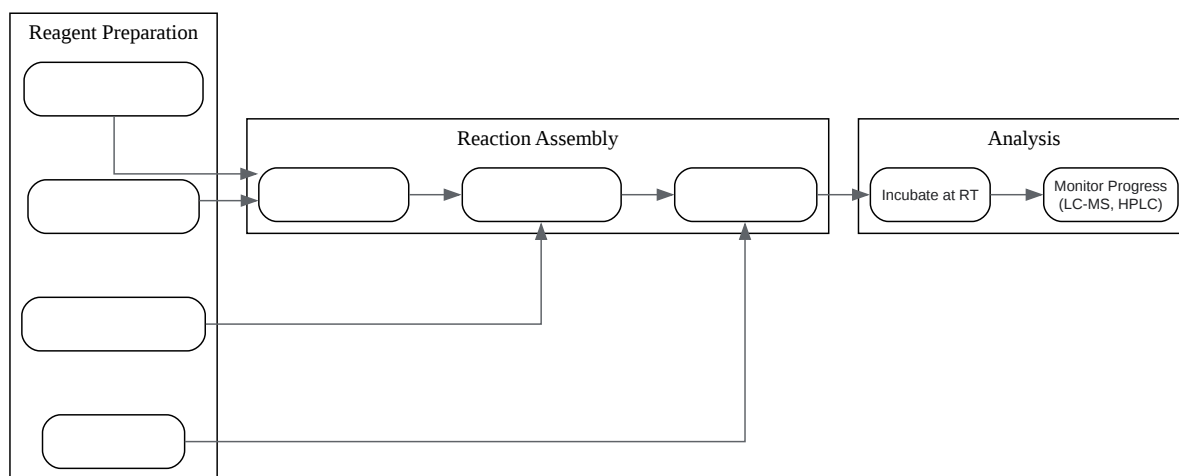 Reagent Preparation
Reaction Assembly
Analysis
Incubate at RT
Monitor Progress
(LC-MS, HPLC)